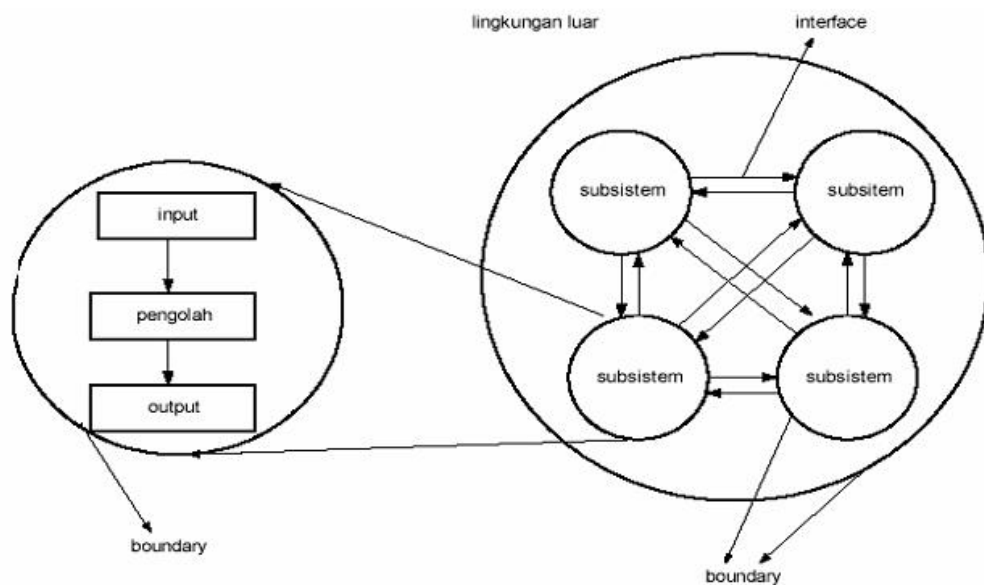 lingkungan luar
interface
subsistem
subsitem
input
pengolah
output
subsistem
subsistem
boundary
boundary